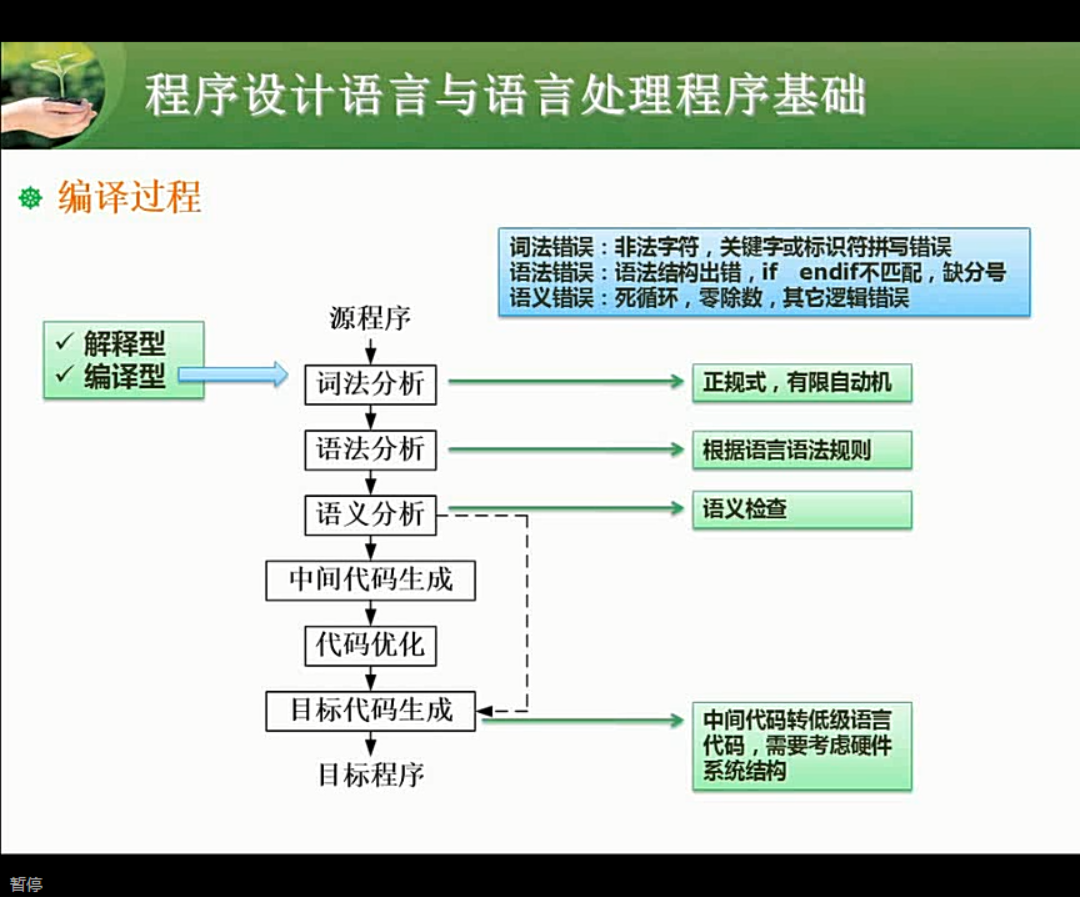 程序设计语言与语言处理程序基础
编译过程
词法错误：非法字符，关键字或标识符拼写错误
语法错误：语法结构出错，if endif不匹配，缺分号
语义错误：死循环，零除数，其它逻辑错误
源程序
✓ 解释型
✓ 编译型
词法分析
正规式，有限自动机
语法分析
根据语言语法规则
语义分析
语义检查
中间代码生成
代码优化
目标代码生成
中间代码转低级语言
代码，需要考虑硬件
系统结构
目标程序
暂停